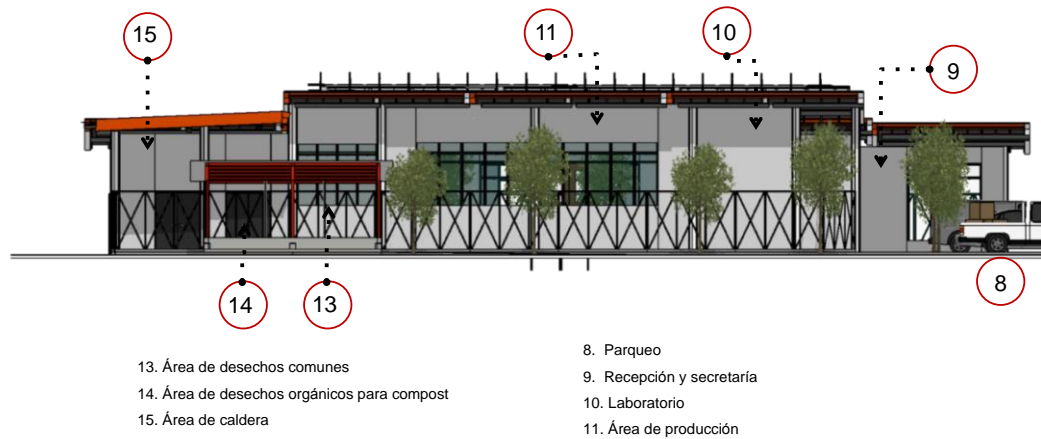 15
11
10
9
8
14
13
13. Área de desechos comunes
14. Área de desechos orgánicos para compost
15. Área de caldera
8. Parqueo
9. Recepción y secretaría
10. Laboratorio
11. Área de producción